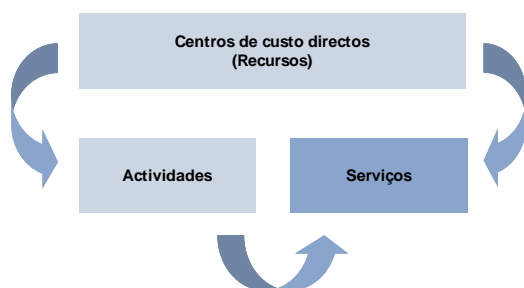 Centros de custo directos
(Recursos)
Actividades
Serviços